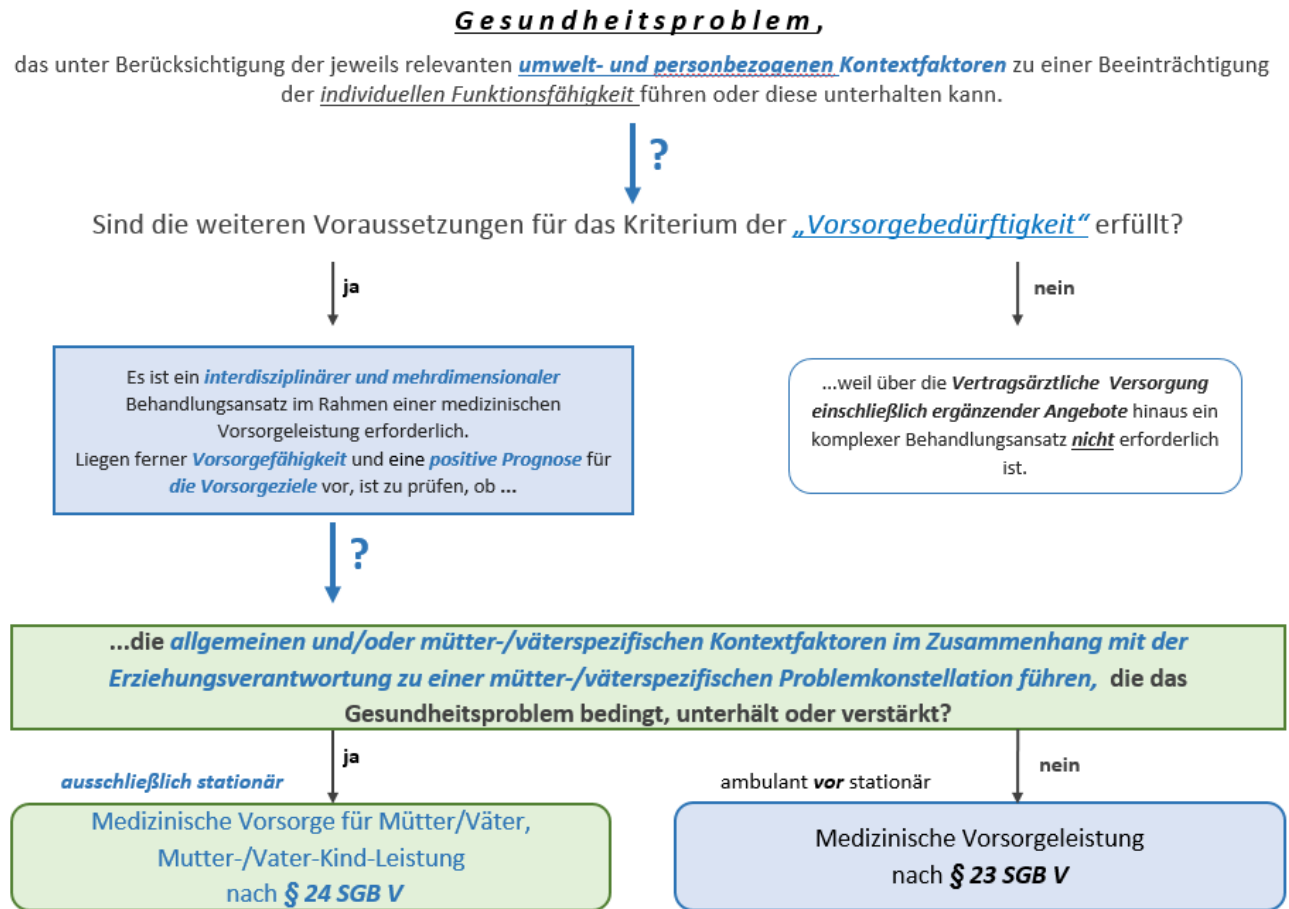 Gesundheitsproblem,
das unter Berücksichtigung der jeweils relevanten umwelt- und personbezogenen Kontextfaktoren zu einer Beeinträchtigung
der individuellen Funktionsfähigkeit führen oder diese unterhalten kann.
?
Sind die weiteren Voraussetzungen für das Kriterium der „Vorsorgebedürftigkeit“ erfüllt?
ja
nein
Es ist ein interdisziplinärer und mehrdimensionaler
Behandlungsansatz im Rahmen einer medizinischen
Vorsorgeleistung erforderlich.
Liegen ferner Vorsorgefähigkeit und eine positive Prognose für
die Vorsorgeziele vor, ist zu prüfen, ob ...
...weil über die Vertragsärztliche Versorgung
einschließlich ergänzender Angebote hinaus ein
komplexer Behandlungsansatz nicht erforderlich
ist.
?
...die allgemeinen und/oder mütter-/väterspezifischen Kontextfaktoren im Zusammenhang mit der
Erziehungsverantwortung zu einer mütter-/väterspezifischen Problemkonstellation führen, die das
Gesundheitsproblem bedingt, unterhält oder verstärkt?
ja
nein
ausschließlich stationär
ambulant vor stationär
Medizinische Vorsorge für Mütter/Väter,
Mutter-/Vater-Kind-Leistung
nach § 24 SGB V
Medizinische Vorsorgeleistung
nach § 23 SGB V